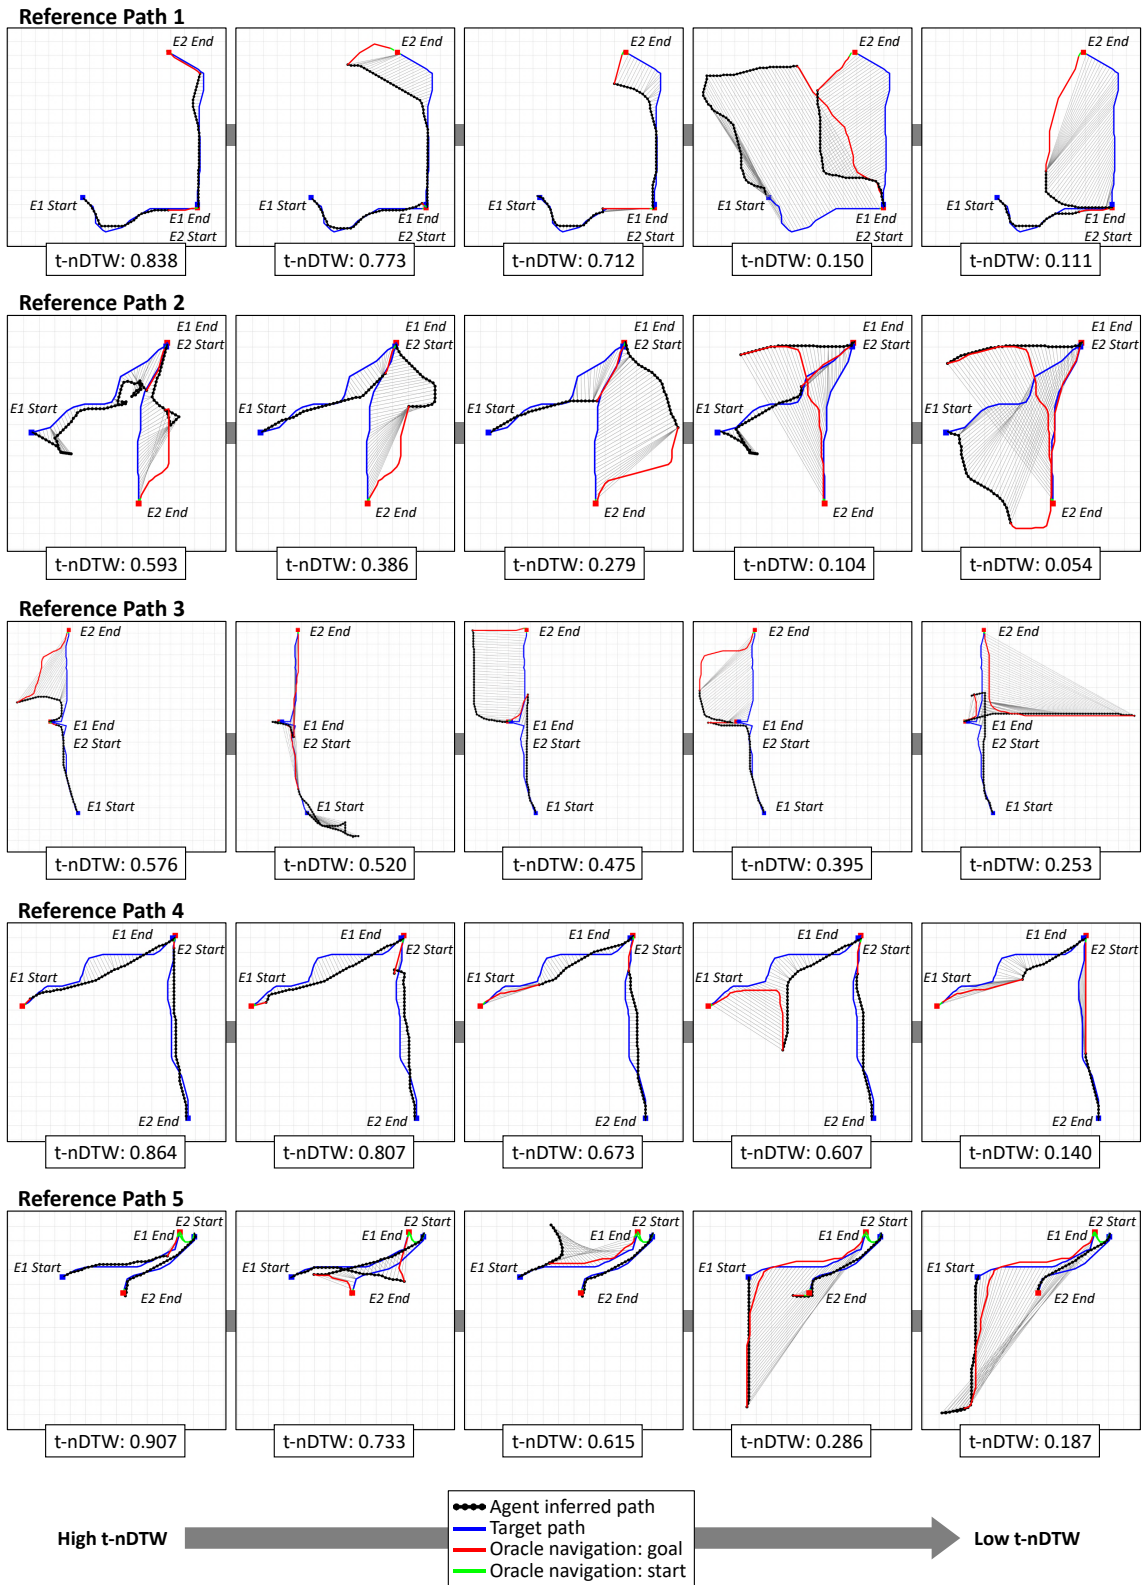 Reference Path 1
E2 End
E2 End
E2 End
E2 End
E2 End
E1 Start
E1 Start
E1 Start
E1 Start
E1 Start
E1 End
E1 End
E1 End
E1 End
E1 End
E2 Start
E2 Start
E2 Start
E2 Start
E2 Start
t-nDTW: 0.838
t-nDTW: 0.773
t-nDTW: 0.712
t-nDTW: 0.150
t-nDTW: 0.111
Reference Path 2
E1 End
E1 End
E1 End
E1 End
E1 End
E2 Start
E2 Start
E2 Start
E2 Start
E2 Start
E1 Start
E1 Start
E1 Start
E1 Start
E1 Start
E2 End
E2 End
E2 End
E2 End
E2 End
t-nDTW: 0.593
t-nDTW: 0.386
t-nDTW: 0.279
t-nDTW: 0.104
t-nDTW: 0.054
Reference Path 3
E2 End
E2 End
E2 End
E2 End
E2 End
E1 End
E1 End
E1 End
E1 End
E1 End
E2 Start
E2 Start
E2 Start
E2 Start
E2 Start
E1 Start
E1 Start
E1 Start
E1 Start
E1 Start
t-nDTW: 0.576
t-nDTW: 0.520
t-nDTW: 0.475
t-nDTW: 0.395
t-nDTW: 0.253
Reference Path 4
E1 End
E1 End
E1 End
E1 End
E1 End
E2 Start
E2 Start
E2 Start
E2 Start
E2 Start
E1 Start
E1 Start
E1 Start
E1 Start
E1 Start
E2 End
E2 End
E2 End
E2 End
E2 End
t-nDTW: 0.864
t-nDTW: 0.807
t-nDTW: 0.673
t-nDTW: 0.607
t-nDTW: 0.140
Reference Path 5
E2 Start
E2 Start
E2 Start
E2 Start
E2 Start
E1 End
E1 End
E1 End
E1 End
E1 End
E1 Start
E1 Start
E1 Start
E1 Start
E1 Start
E2 End
E2 End
E2 End
E2 End
E2 End
t-nDTW: 0.907
t-nDTW: 0.733
t-nDTW: 0.615
t-nDTW: 0.286
t-nDTW: 0.187
High t-nDTW
Agent inferred path
Target path
Oracle navigation: goal
Oracle navigation: start
Low t-nDTW